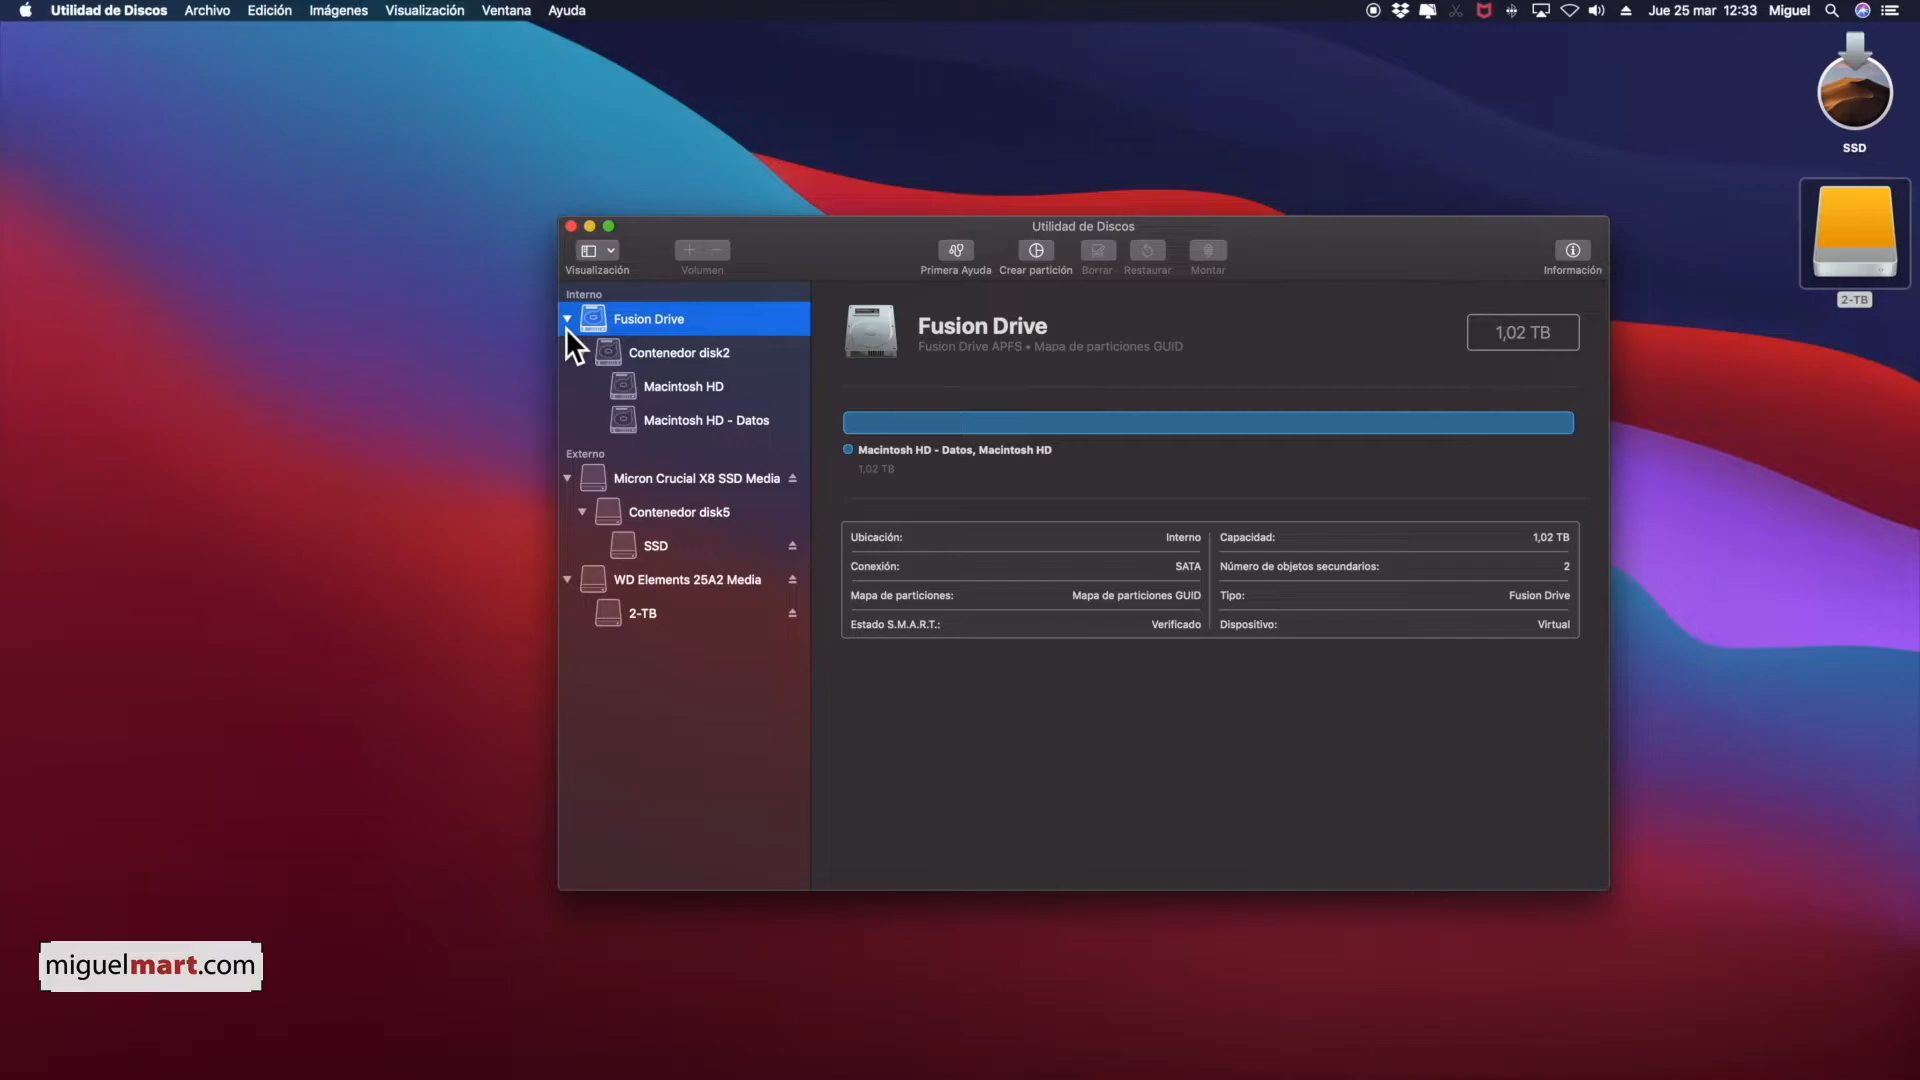 Utilidad de Discos Archivo Edición Imágenes Visualización Ventana Ayuda Jue 25 mar 12:33 Miguel
SSD
2-TB
Utilidad de Discos
Visualización Volumen Primera Ayuda Crear partición Borrar Restaurar Montar Información
Interno
Fusion Drive
Contenedor disk2
Macintosh HD
Macintosh HD - Datos
Externo
Micron Crucial X8 SSD Media
Contenedor disk5
SSD
WD Elements 25A2 Media
2-TB
Fusion Drive
Fusion Drive APFS • Mapa de particiones GUID
1,02 TB
Macintosh HD - Datos, Macintosh HD
1,02 TB
Ubicación: Interno
Conexión: SATA
Mapa de particiones: Mapa de particiones GUID
Estado S.M.A.R.T.: Verificado
Capacidad: 1,02 TB
Número de objetos secundarios: 2
Tipo: Fusion Drive
Dispositivo: Virtual
miguelmart.com